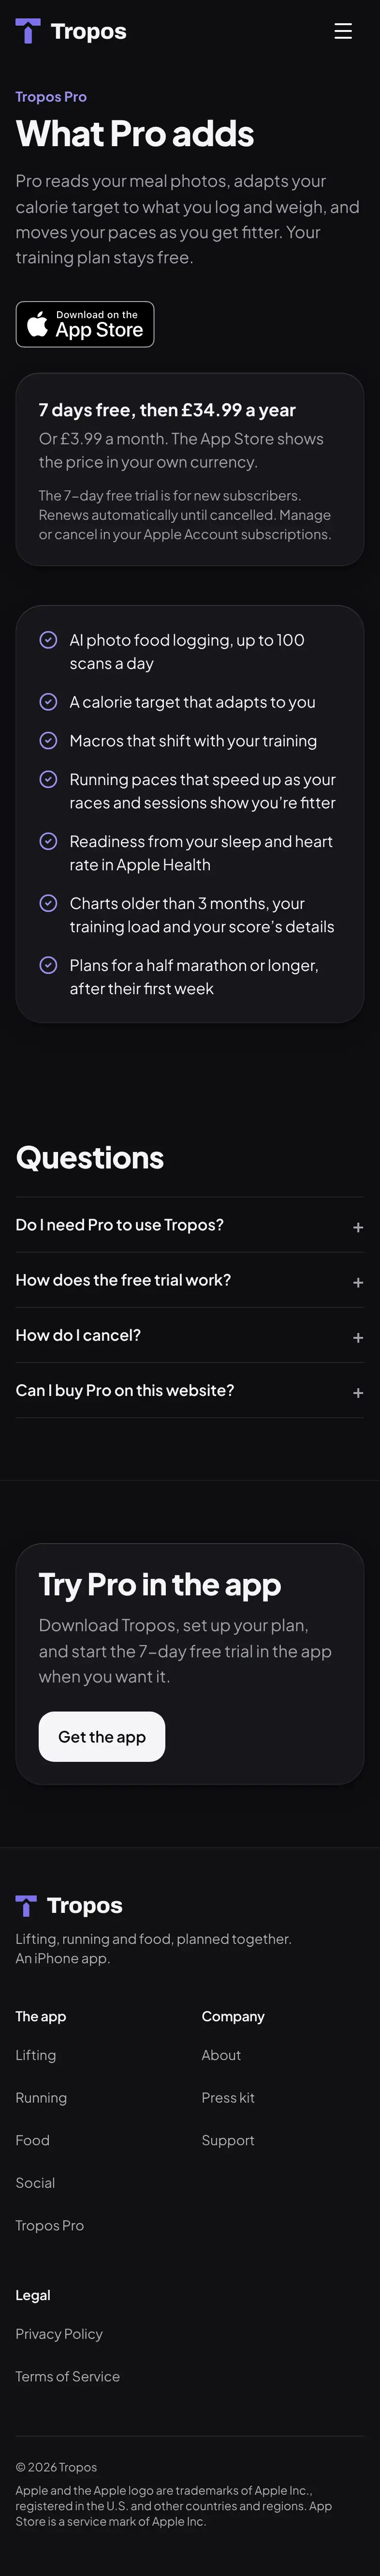 Tropos
Tropos Pro
What Pro adds
Pro reads your meal photos, adapts your
calorie target to what you log and weigh, and
moves your paces as you get fitter. Your
training plan stays free.
Download on the
App Store
7 days free, then £34.99 a year
Or £3.99 a month. The App Store shows
the price in your own currency.
The 7-day free trial is for new subscribers.
Renews automatically until cancelled. Manage
or cancel in your Apple Account subscriptions.
AI photo food logging, up to 100
scans a day
A calorie target that adapts to you
Macros that shift with your training
Running paces that speed up as your
races and sessions show you're fitter
Readiness from your sleep and heart
rate in Apple Health
Charts older than 3 months, your
training load and your score's details
Plans for a half marathon or longer,
after their first week
Questions
Do I need Pro to use Tropos? +
How does the free trial work? +
How do I cancel? +
Can I buy Pro on this website? +
Try Pro in the app
Download Tropos, set up your plan,
and start the 7-day free trial in the app
when you want it.
Get the app
Tropos
Lifting, running and food, planned together.
An iPhone app.
The app
Lifting
Running
Food
Social
Tropos Pro
Company
About
Press kit
Support
Legal
Privacy Policy
Terms of Service
© 2026 Tropos
Apple and the Apple logo are trademarks of Apple Inc.,
registered in the U.S. and other countries and regions. App
Store is a service mark of Apple Inc.